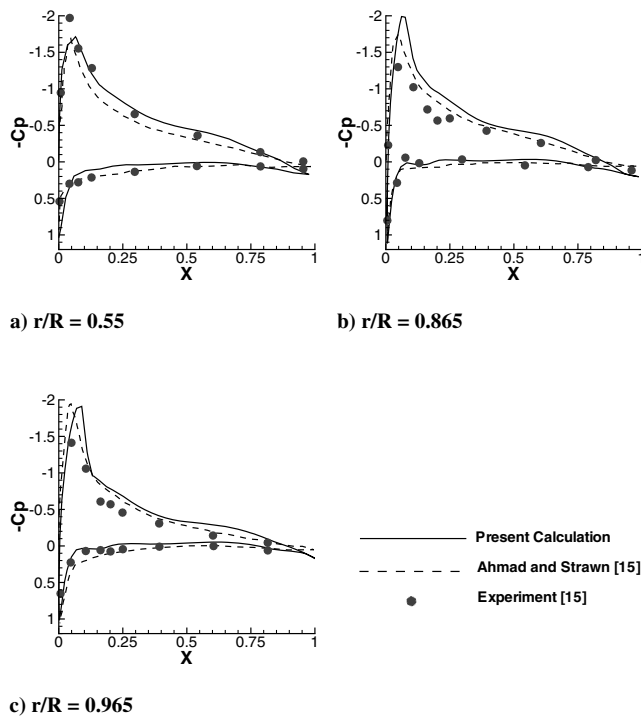 -2
-1.5
-1
-0.5
0
0.5
1
-Cp
0 0.25 0.5 0.75 1
X
a) r/R = 0.55
-2
-1.5
-1
-0.5
0
0.5
1
-Cp
0 0.25 0.5 0.75 1
X
b) r/R = 0.865
-2
-1.5
-1
-0.5
0
0.5
1
-Cp
0 0.25 0.5 0.75 1
X
Present Calculation
Ahmad and Strawn [15]
Experiment [15]
c) r/R = 0.965